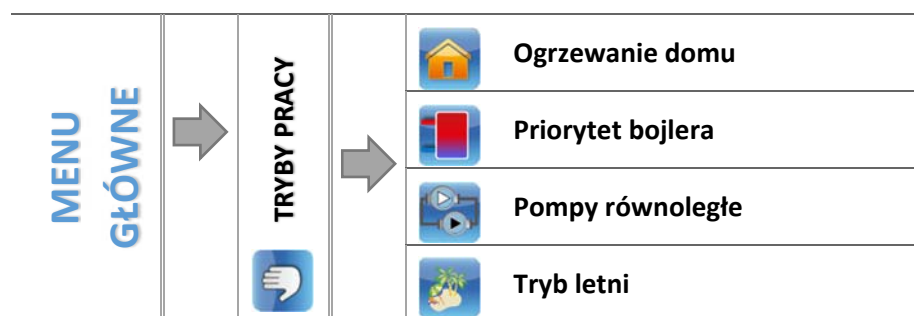 MENU
GŁÓWNE
TRYBY PRACY
Ogrzewanie domu
Priorytet bojlera
Pompy równoległe
Tryb letni